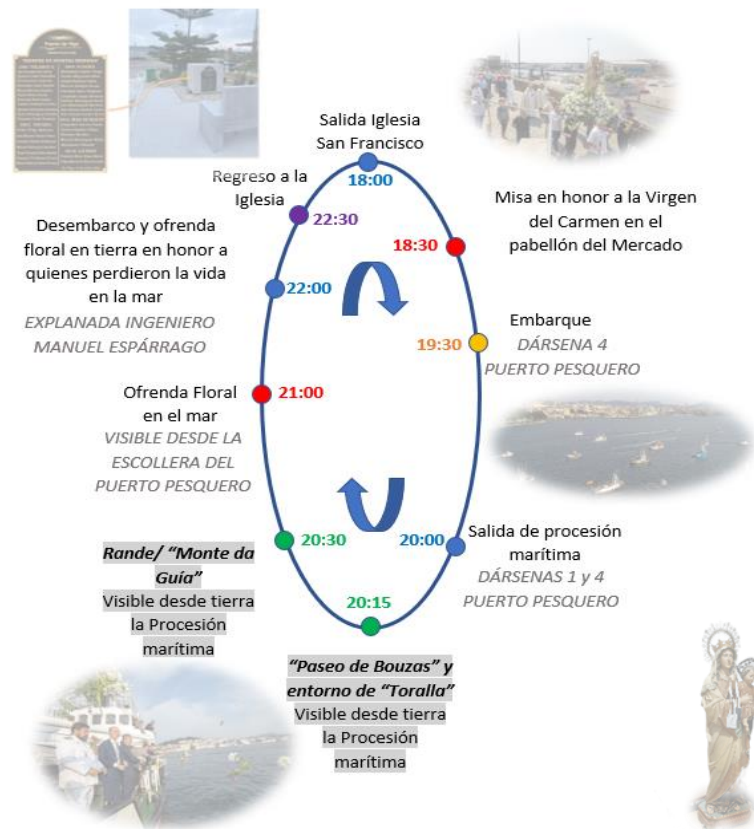 Salida Iglesia
San Francisco
18:00
Misa en honor a la Virgen
del Carmen en el
pabellón del Mercado
18:30
Embarque
DÁRSENA 4
PUERTO PESQUERO
19:30
Salida de procesión
marítima
DÁRSENAS 1 y 4
PUERTO PESQUERO
20:00
20:15
"Paseo de Bouzas" y
entorno de "Toralla"
Visible desde tierra
la Procesión
marítima
20:30
Rande/ "Monte da
Guía"
Visible desde tierra
la Procesión
marítima
21:00
Ofrenda Floral
en el mar
VISIBLE DESDE LA
ESCOLLERA DEL
PUERTO PESQUERO
22:00
Desembarco y ofrenda
floral en tierra en honor a
quienes perdieron la vida
en la mar
EXPLANADA INGENIERO
MANUEL ESPÁRRAGO
Regreso a la
Iglesia
22:30